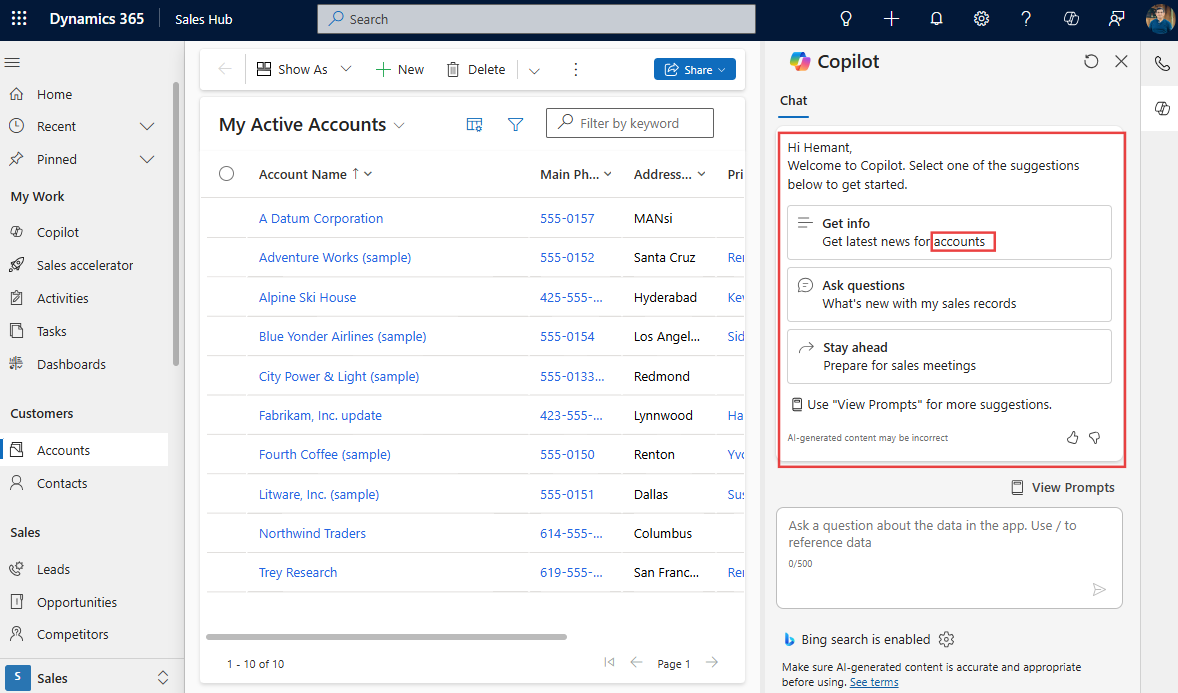 Dynamics 365
Sales Hub
Search
Home
Recent
Pinned
My Work
Copilot
Sales accelerator
Activities
Tasks
Dashboards
Customers
Accounts
Contacts
Sales
Leads
Opportunities
Competitors
S Sales
Show As
New
Delete
Share
My Active Accounts
Filter by keyword
Account Name ↑ Main Ph... Address... Pri
A Datum Corporation 555-0157 MANsi
Adventure Works (sample) 555-0152 Santa Cruz Rer
Alpine Ski House 425-555-... Hyderabad Kev
Blue Yonder Airlines (sample) 555-0154 Los Angel... Sid
City Power & Light (sample) 555-0133... Redmond
Fabrikam, Inc. update 423-555-... Lynnwood Ha
Fourth Coffee (sample) 555-0150 Renton Yvo
Litware, Inc. (sample) 555-0151 Dallas Sus
Northwind Traders 614-555-... Columbus
Trey Research 619-555-... San Franc... Rer
1 - 10 of 10
Page 1
Copilot
Chat
Hi Hemant,
Welcome to Copilot. Select one of the suggestions
below to get started.
Get info
Get latest news for accounts
Ask questions
What's new with my sales records
Stay ahead
Prepare for sales meetings
Use "View Prompts" for more suggestions.
AI-generated content may be incorrect
View Prompts
Ask a question about the data in the app. Use / to
reference data
0/500
Bing search is enabled
Make sure AI-generated content is accurate and appropriate
before using. See terms